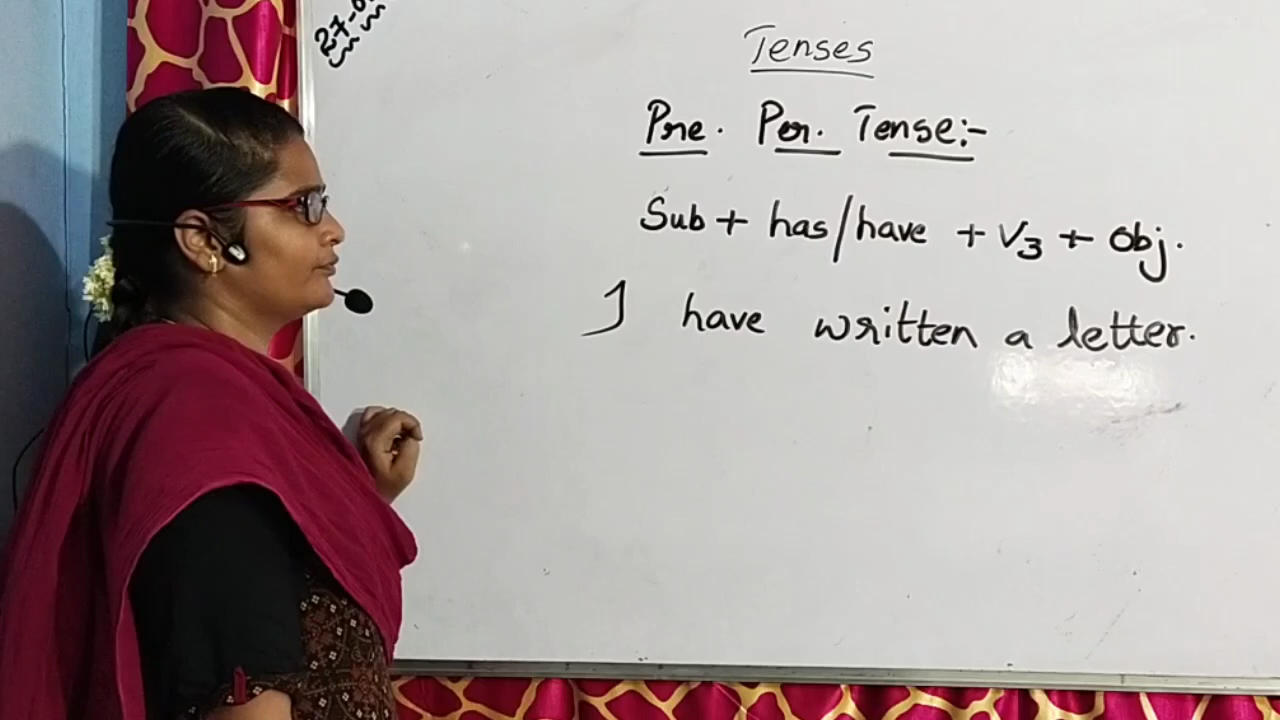 Tenses
Pre. Per. Tense:-
Sub + has/have + V3 + Obj.
I have written a letter.